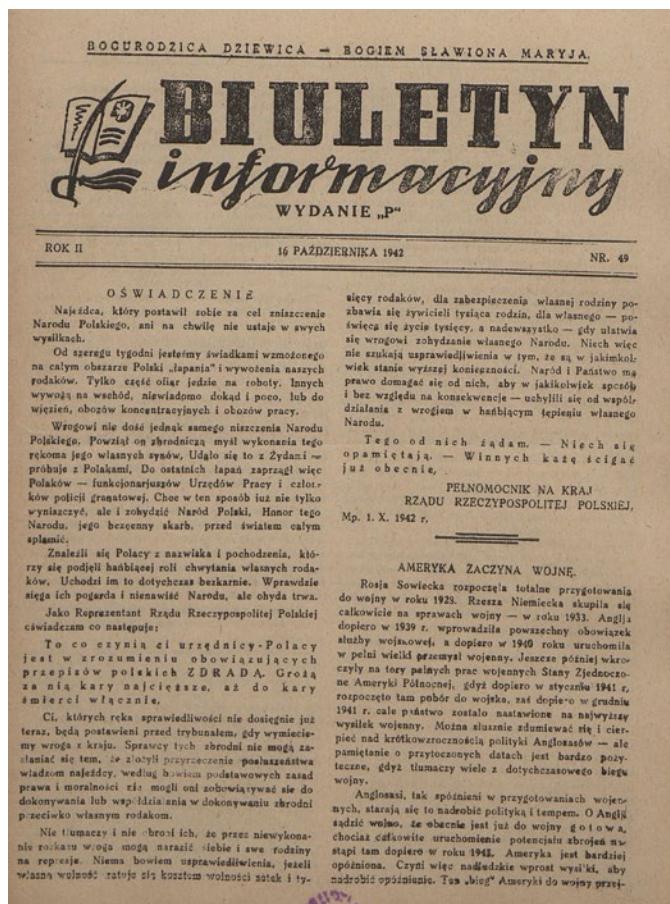 BOGURODZICA DZIEWICA — BOGIEM SŁAWIONA MARYJA.
BIULETYN
informacyjny
WYDANIE „P"
ROK II
16 PAŹDZIERNIKA 1942
NR. 49
OŚWIADCZENIE
Najeźdca, który postawił sobie za cel zniszczenie
Narodu Polskiego, ani na chwilę nie ustaje w swych
wysiłkach.
Od szeregu tygodni jesteśmy świadkami wzmożonego
na całym obszarze Polski „łapania" i wywożenia naszych
rodaków. Tylko część ofiar jedzie na roboty. Innych
wywożą na wschód, niewiadomo dokąd i poco, lub do
więzień, obozów koncentracyjnych i obozów pracy.
Wrogowi nie dość jednak samego niszczenia Narodu
Polskiego. Powziął on zbrodniczą myśl wykonania tego
rękoma jego własnych synów. Udało się to z Żydami —
próbuje z Polakami. Do ostatnich łapań zaprzągł więc
Polaków — funkcjonarjuszów Urzędów Pracy i człon-
ków policji granatowej. Chce w ten sposób już nie tylko
wyniszczyć, ale i zohydzić Naród Polski. Honor tego
Narodu, jego bezcenny skarb, przed światem całym
splamić.
Znaleźli się Polacy z nazwiska i pochodzenia, któ-
rzy się podjęli hańbiącej roli chwytania własnych roda-
ków. Uchodzi im to dotychczas bezkarnie. Wprawdzie
sięga ich pogarda i nienawiść Narodu, ale ohyda trwa.
Jako Reprezentant Rządu Rzeczypospolitej Polskiej
oświadczam co następuje:
To co czynią ci urzędnicy-Polacy
jest w zrozumieniu obowiązujących
przepisów polskich ZDRADĄ. Grożą
za nią kary najcięższe, aż do kary
śmierci włącznie.
Ci, których ręka sprawiedliwości nie dosięgnie już
teraz, będą postawieni przed trybunałem, gdy wymiecie-
my wroga z kraju. Sprawcy tych zbrodni nie mogą za-
słaniać się tem, że złożyli przyrzeczenie posłuszeństwa
władzom najeźdcy, według bowiem podstawowych zasad
prawa i moralności nie mogli oni zobowiązywać się do
dokonywania lub współdziałania w dokonywaniu zbrodni
przeciwko własnym rodakom.
Nie tłumaczy i nie obroni ich, że przez niewykona-
nie rozkazu wroga mogą narazić siebie i swe rodziny
na represje. Niema bowiem usprawiedliwienia, jeżeli
własną wolność ratuje się kosztem wolności setek i ty-
sięcy rodaków, dla zabezpieczenia własnej rodziny po-
zbawia się żywicieli tysiąca rodzin, dla własnego — po-
święca się życie tysięcy, a nadewszystko — gdy ułatwia
się wrogowi zohydzanie własnego Narodu. Niech więc
nie szukają usprawiedliwienia w tym, że są w jakimkol-
wiek stanie wyższej konieczności. Naród i Państwo ma
prawo domagać się od nich, aby w jakikolwiek sposób
i bez względu na konsekwencje — uchylili się od współ-
działania z wrogiem w hańbiącym tępieniu własnego
Narodu.
Tego od nich żądam. — Niech się
opamiętają. — Winnych każę ścigać
już obecnie.
PEŁNOMOCNIK NA KRAJ
RZĄDU RZECZYPOSPOLITEJ POLSKIEJ,
Mp. 1. X. 1942 r.
AMERYKA ZACZYNA WOJNĘ.
Rosja Sowiecka rozpoczęła totalne przygotowania
do wojny w roku 1928. Rzesza Niemiecka skupiła się
całkowicie na sprawach wojny — w roku 1933. Anglja
dopiero w 1939 r. wprowadziła powszechny obowiązek
służby wojskowej, a dopiero w 1940 roku uruchomiła
w pełni wielki przemysł wojenny. Jeszcze później wkro-
czyły na tory pełnych prac wojennych Stany Zjednoczo-
ne Ameryki Północnej, gdyż dopiero w styczniu 1941 r.
rozpoczęto tam pobór do wojska, zaś dopiero w grudniu
1941 r. całe państwo zostało nastawione na najwyższy
wysiłek wojenny. Można słusznie zdumiewać się i cier-
pieć nad krótkowzrocznością polityki Anglosasów — ale
pamiętanie o przytoczonych datach jest bardzo poży-
teczne, gdyż tłumaczy wiele z dotychczasowego biegu
wojny.
Anglosasi, tak spóźnieni w przygotowaniach wojen-
nych, starają się to nadrobić polityką i tempem. O Anglji
sądzić wolno, że obecnie jest już do wojny gotowa,
chociaż całkowite uruchomienie potencjału zbrojeń na-
stąpi tam dopiero w roku Ameryka jest bardziej
opóźniona. Czyni więc nadludzkie wprost wysiłki, aby
nadrobić opóźnienie. Ten „bieg" Ameryki do wojny przej-